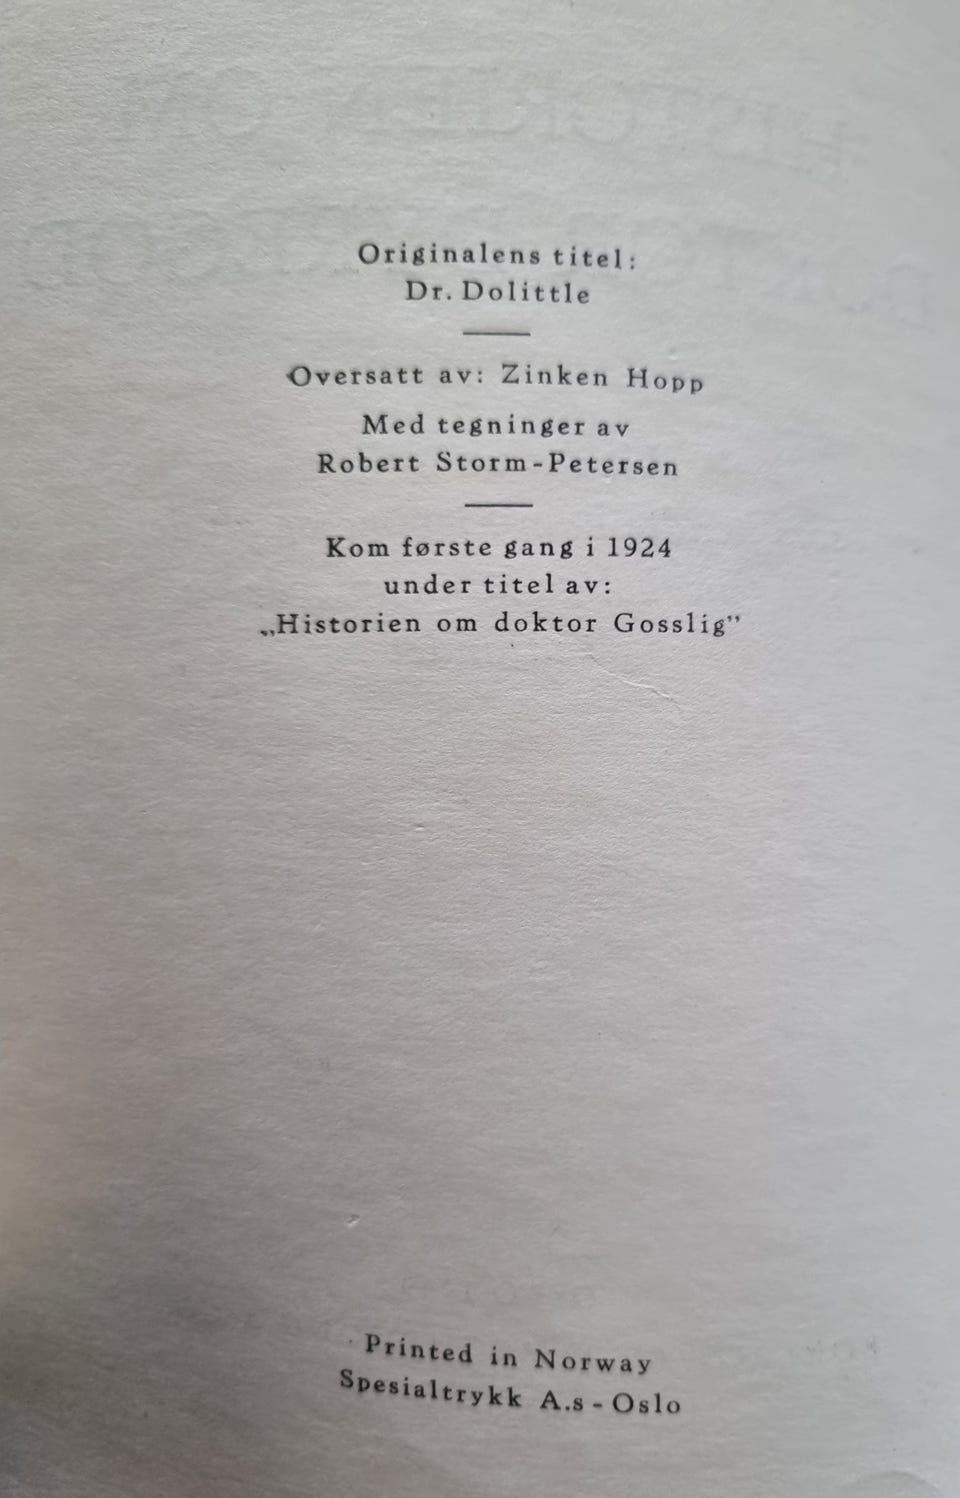 Originalens titel:
Dr. Dolittle
Oversatt av: Zinken Hopp
Med tegninger av
Robert Storm-Petersen
Kom første gang i 1924
under titel av:
„Historien om doktor Gosslig”
Printed in Norway
Spesialtrykk A.s - Oslo